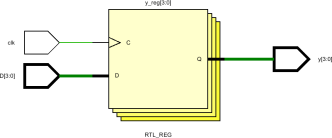 y_reg[3:0]
clk
C
Q
y[3:0]
D[3:0]
D
RTL_REG